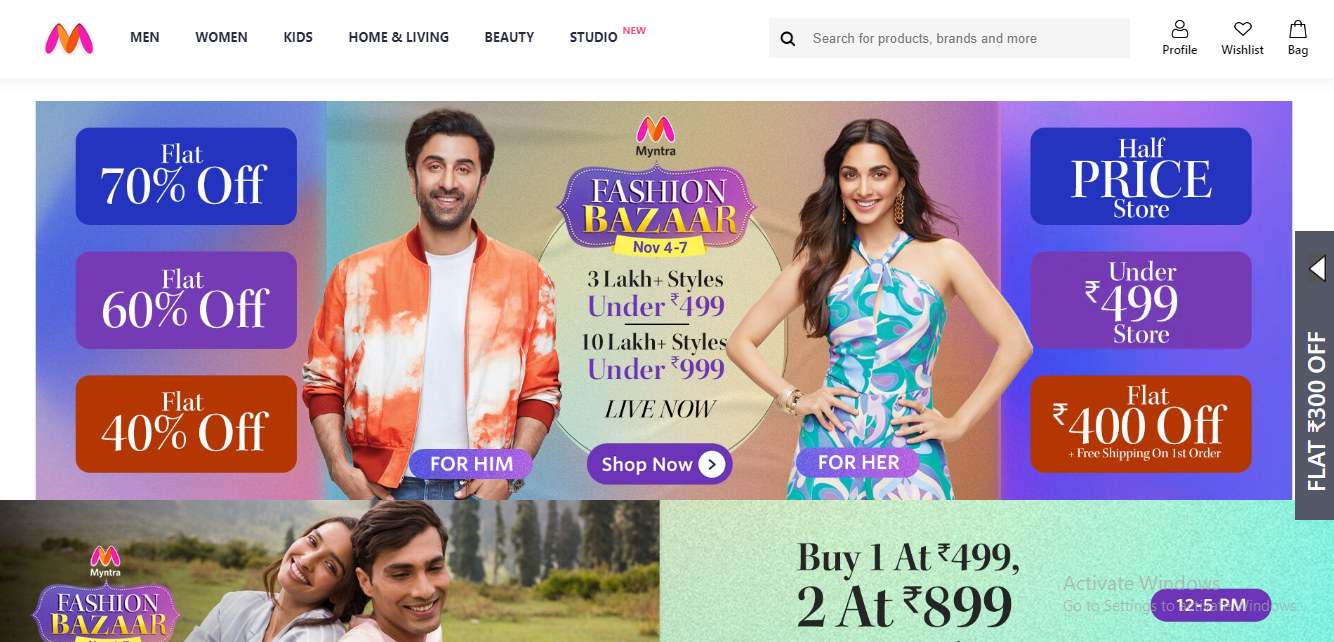 MEN WOMEN KIDS HOME & LIVING BEAUTY STUDIO NEW
Search for products, brands and more
Profile Wishlist Bag
Flat
70% Off
Flat
60% Off
Flat
40% Off
Myntra
FASHION
BAZAAR
Nov 4-7
3 Lakh+ Styles
Under ₹499
10 Lakh+ Styles
Under ₹999
LIVE NOW
Shop Now
FOR HIM
FOR HER
Half
PRICE
Store
Under
₹499
Store
Flat
₹400 Off
+ Free Shipping On 1st Order
FLAT ₹300 OFF
Myntra
FASHION
BAZAAR
Nov 4-7
Buy 1 At ₹499,
2 At ₹899
12-5 PM
Activate Windows
Go to Settings to activate Windows.